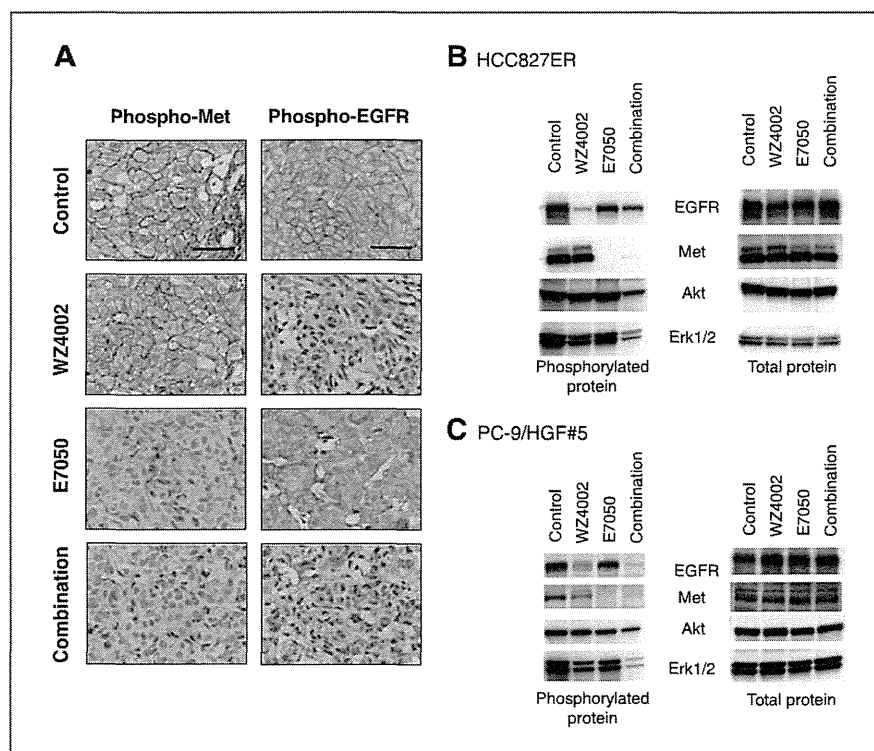 A
Phospho-Met Phospho-EGFR
Control
WZ4002
E7050
Combination
B HCC827ER
Control WZ4002 E7050 Combination Control WZ4002 E7050 Combination
EGFR
Met
Akt
Erk1/2
Phosphorylated protein Total protein
C PC-9/HGF#5
Control WZ4002 E7050 Combination Control WZ4002 E7050 Combination
EGFR
Met
Akt
Erk1/2
Phosphorylated protein Total protein